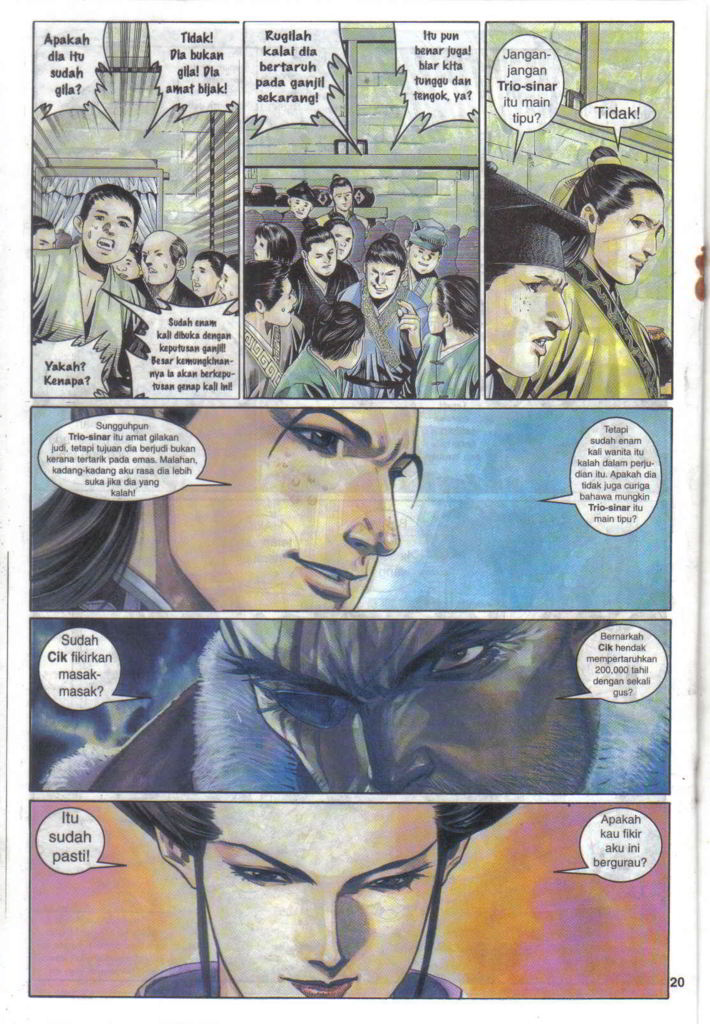 Apakah
dia itu
sudah
gila?
Tidak!
Dia bukan
gila! Dia
amat bijak!
Yakah?
Kenapa?
Sudah enam
kali dibuka dengan
keputusan ganjil!
Besar kemungkinan-
nya ia akan berkepu-
tusan genap kali ini!
Rugilah
kalai dia
bertaruh
pada ganjil
sekarang!
Itu pun
benar juga!
biar kita
tunggu dan
tengok, ya?
Jangan-
jangan
Trio-sinar
itu main
tipu?
Tidak!
Sungguhpun
Trio-sinar itu amat gilakan
judi, tetapi tujuan dia berjudi bukan
kerana tertarik pada emas. Malahan,
kadang-kadang aku rasa dia lebih
suka jika dia yang
kalah!
Tetapi
sudah enam
kali wanita itu
kalah dalam perju-
dian itu. Apakah dia
tidak juga curiga
bahawa mungkin
Trio-sinar itu
main tipu?
Sudah
Cik fikirkan
masak-
masak?
Bernarkah
Cik hendak
mempertaruhkan
200,000 tahil
dengan sekali
gus?
Itu
sudah
pasti!
Apakah
kau fikir
aku ini
bergurau?
20